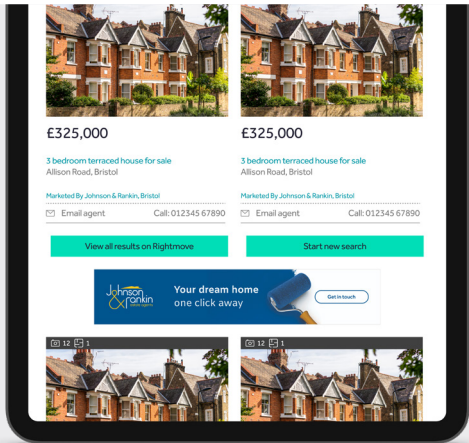 £325,000
£325,000
3 bedroom terraced house for sale
Allison Road, Bristol
3 bedroom terraced house for sale
Allison Road, Bristol
Marketed By Johnson & Rankin, Bristol
Marketed By Johnson & Rankin, Bristol
Email agent
Call: 012345 67890
Email agent
Call: 012345 67890
View all results on Rightmove
Start new search
Johnson
& rankin
estate agents
Your dream home
one click away
Get in touch
12 1
12 1